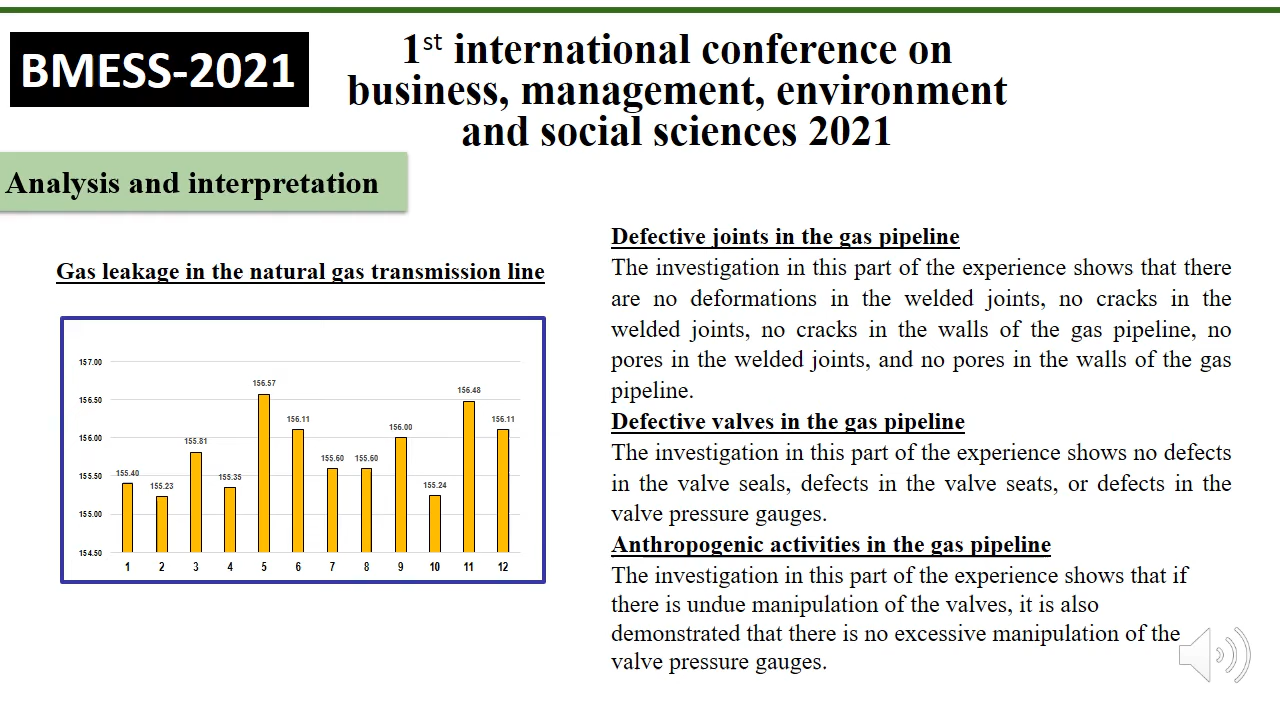 BMESS-2021
1st international conference on
business, management, environment
and social sciences 2021
Analysis and interpretation
Gas leakage in the natural gas transmission line
157.00
156.50
156.00
155.50
155.00
154.50
155.40
155.23
155.81
155.35
156.57
156.11
155.60
155.60
156.00
155.24
156.48
156.11
1 2 3 4 5 6 7 8 9 10 11 12
Defective joints in the gas pipeline
The investigation in this part of the experience shows that there
are no deformations in the welded joints, no cracks in the
welded joints, no cracks in the walls of the gas pipeline, no
pores in the welded joints, and no pores in the walls of the gas
pipeline.
Defective valves in the gas pipeline
The investigation in this part of the experience shows no defects
in the valve seals, defects in the valve seats, or defects in the
valve pressure gauges.
Anthropogenic activities in the gas pipeline
The investigation in this part of the experience shows that if
there is undue manipulation of the valves, it is also
demonstrated that there is no excessive manipulation of the
valve pressure gauges.